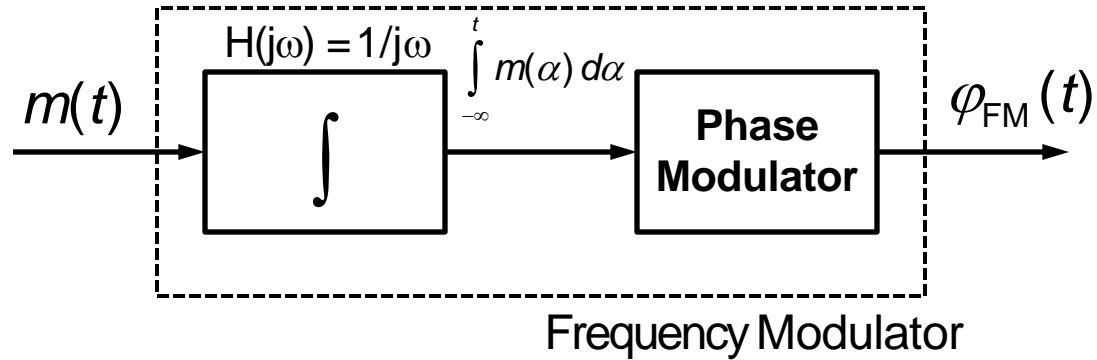 H(jω) = 1/jω
∫_{-∞}^{t} m(α) dα
m(t)
∫
Phase
Modulator
φ_FM (t)
Frequency Modulator